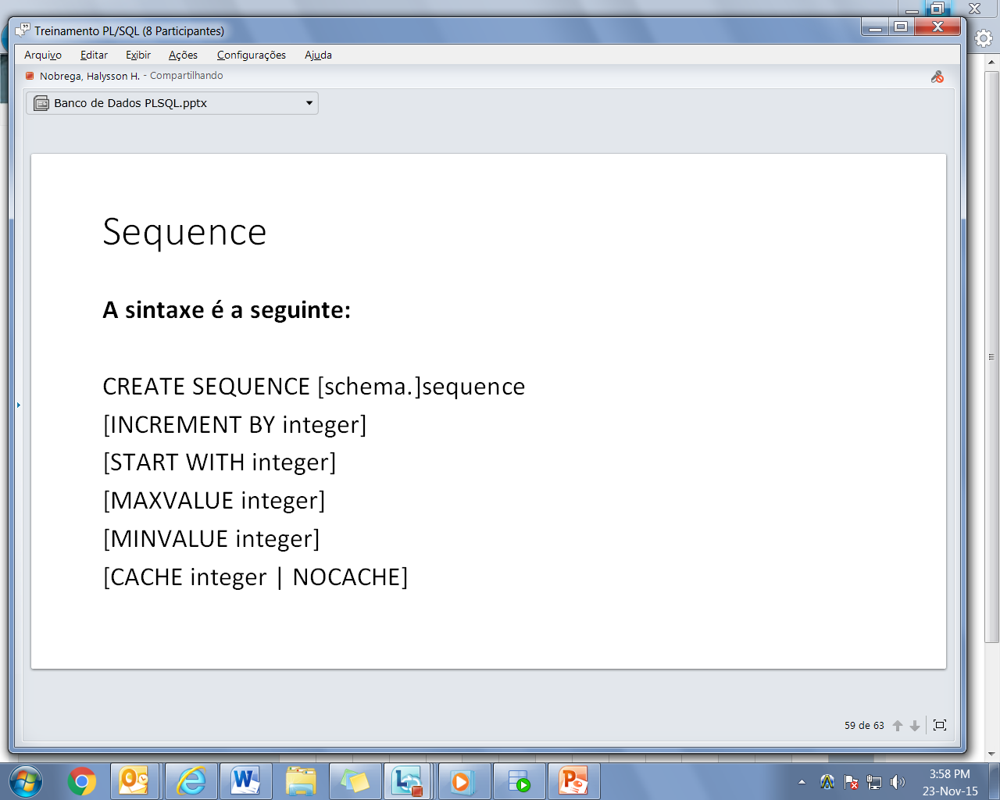 Treinamento PL/SQL (8 Participantes)
Arquivo Editar Exibir Ações Configurações Ajuda
Nobrega, Halysson H. - Compartilhando
Banco de Dados PLSQL.pptx
Sequence
A sintaxe é a seguinte:
CREATE SEQUENCE [schema.]sequence
[INCREMENT BY integer]
[START WITH integer]
[MAXVALUE integer]
[MINVALUE integer]
[CACHE integer | NOCACHE]
59 de 63
3:58 PM
23-Nov-15